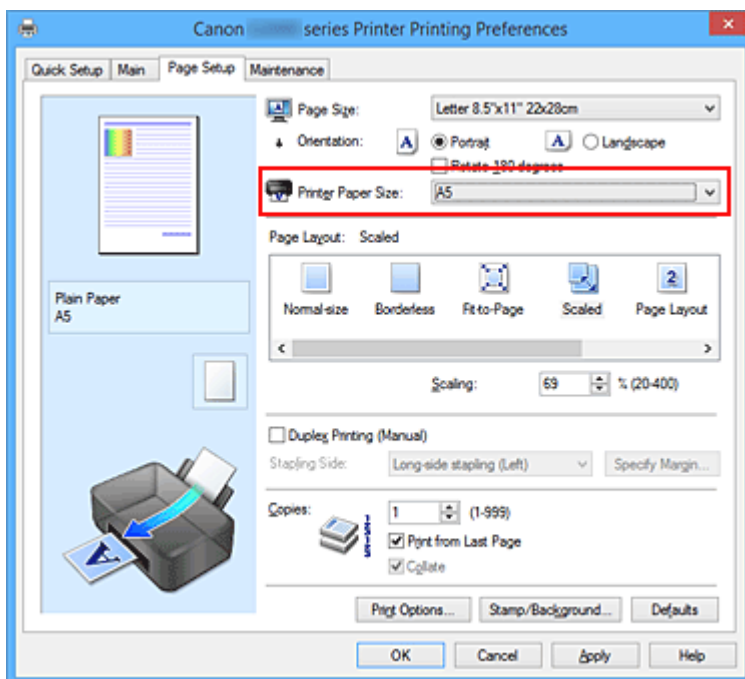 Canon series Printer Printing Preferences
Quick Setup Main Page Setup Maintenance
Page Size: Letter 8.5"x11" 22x28cm
Orientation: A Portrait A Landscape
Rotate 180 degrees
Printer Paper Size: A5
Page Layout: Scaled
Normal-size Borderless Fit-to-Page Scaled 2 Page Layout
Plain Paper
A5
Scaling: 69 % (20-400)
Duplex Printing (Manual)
Stapling Side: Long-side stapling (Left) Specify Margin...
Copies: 1 (1-999)
Print from Last Page
Collate
A
Print Options... Stamp/Background... Defaults
OK Cancel Apply Help